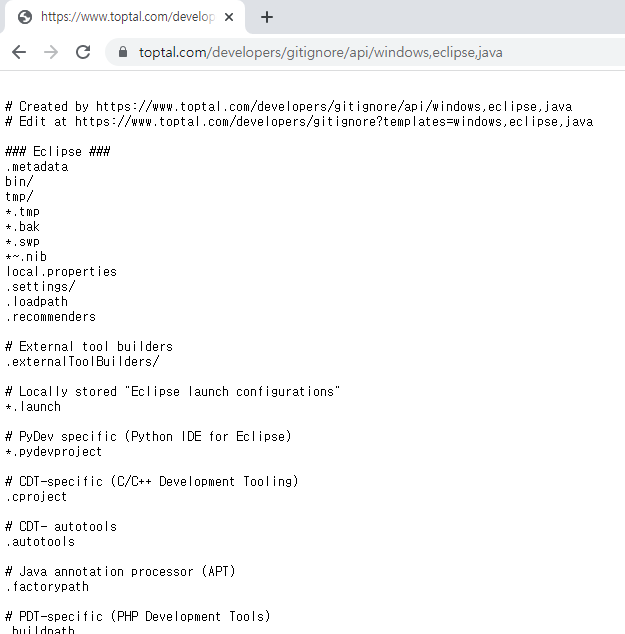 https://www.toptal.com/develop
toptal.com/developers/gitignore/api/windows,eclipse,java
# Created by https://www.toptal.com/developers/gitignore/api/windows,eclipse,java
# Edit at https://www.toptal.com/developers/gitignore?templates=windows,eclipse,java
### Eclipse ###
.metadata
bin/
tmp/
*.tmp
*.bak
*.swp
*~.nib
local.properties
.settings/
.loadpath
.recommenders
# External tool builders
.externalToolBuilders/
# Locally stored "Eclipse launch configurations"
*.launch
# PyDev specific (Python IDE for Eclipse)
*.pydevproject
# CDT-specific (C/C++ Development Tooling)
.cproject
# CDT- autotools
.autotools
# Java annotation processor (APT)
.factorypath
# PDT-specific (PHP Development Tools)
.buildpath